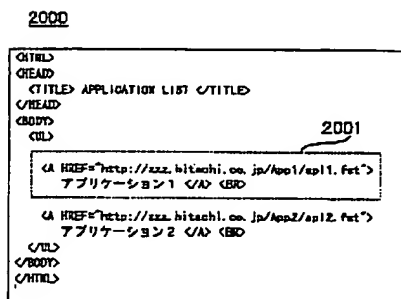 2000
<HTML>
<HEAD>
<TITLE> APPLICATION LIST </TITLE>
</HEAD>
<BODY>
<UL>
2001
<A HREF="http://xxx.hitachi.co.jp/App1/apl1.fst">
アプリケーション1 </A> <BR>
<A HREF="http://xxx.hitachi.co.jp/App2/apl2.fst">
アプリケーション2 </A> <BR>
</UL>
</BODY>
</HTML>